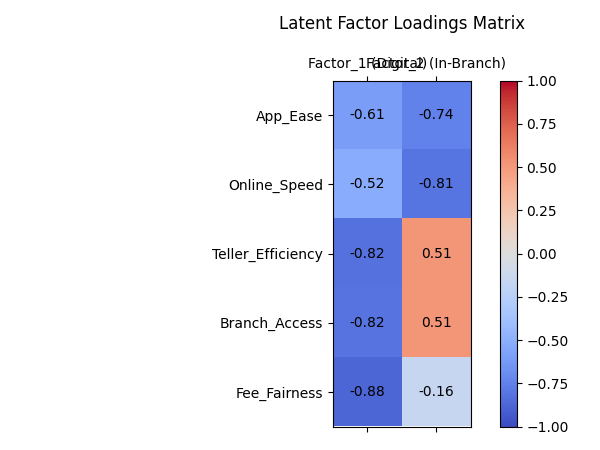 Latent Factor Loadings Matrix
Factor_1 (Digital) Factor_2 (In-Branch)
App_Ease -0.61 -0.74
Online_Speed -0.52 -0.81
Teller_Efficiency -0.82 0.51
Branch_Access -0.82 0.51
Fee_Fairness -0.88 -0.16
1.00
0.75
0.50
0.25
0.00
−0.25
−0.50
−0.75
−1.00